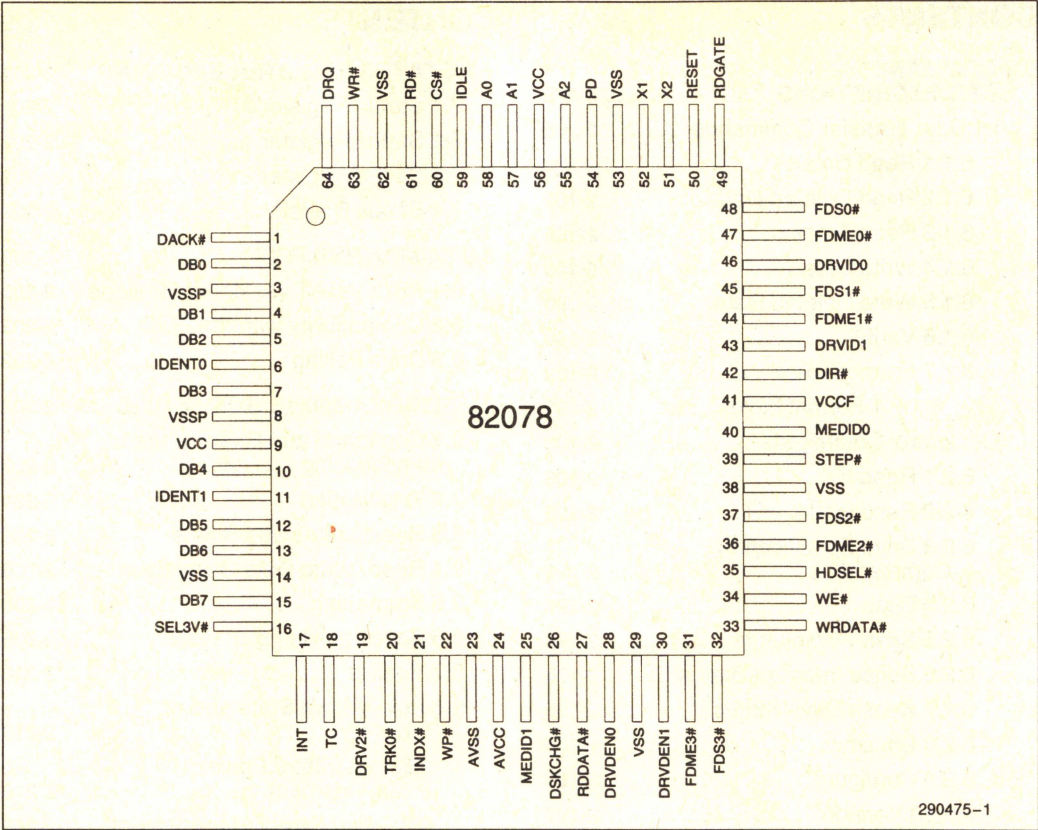 DRQ
WR#
VSS
RD#
CS#
IDLE
A0
A1
VCC
A2
PD
VSS
X1
X2
RESET
RDGATE
64
63
62
61
60
59
58
57
56
55
54
53
52
51
50
49
DACK# 1
DB0 2
VSSP 3
DB1 4
DB2 5
IDENT0 6
DB3 7
VSSP 8
VCC 9
DB4 10
IDENT1 11
DB5 12
DB6 13
VSS 14
DB7 15
SEL3V# 16
82078
48 FDS0#
47 FDME0#
46 DRVID0
45 FDS1#
44 FDME1#
43 DRVID1
42 DIR#
41 VCCF
40 MEDID0
39 STEP#
38 VSS
37 FDS2#
36 FDME2#
35 HDSEL#
34 WE#
33 WRDATA#
17
18
19
20
21
22
23
24
25
26
27
28
29
30
31
32
INT
TC
DRV2#
TRK0#
INDX#
WP#
AVSS
AVCC
MEDID1
DSKCHG#
RDDATA#
DRVDEN0
VSS
DRVDEN1
FDME3#
FDS3#
290475-1